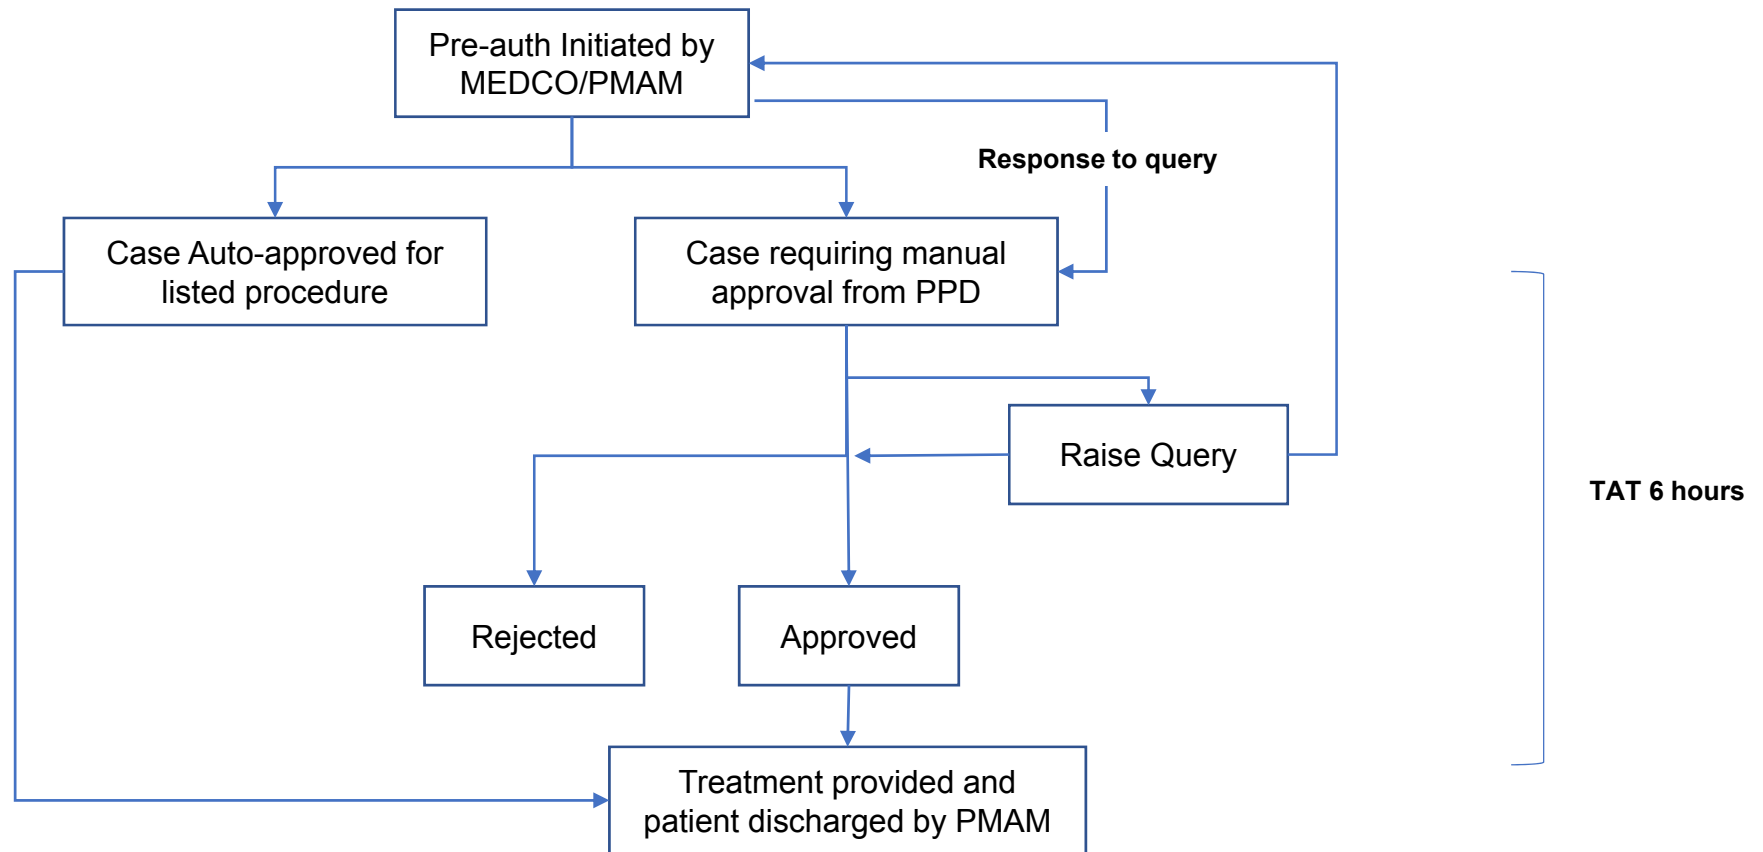 Pre-auth Initiated by
MEDCO/PMAM
Response to query
Case Auto-approved for
listed procedure
Case requiring manual
approval from PPD
Raise Query
TAT 6 hours
Rejected
Approved
Treatment provided and
patient discharged by PMAM